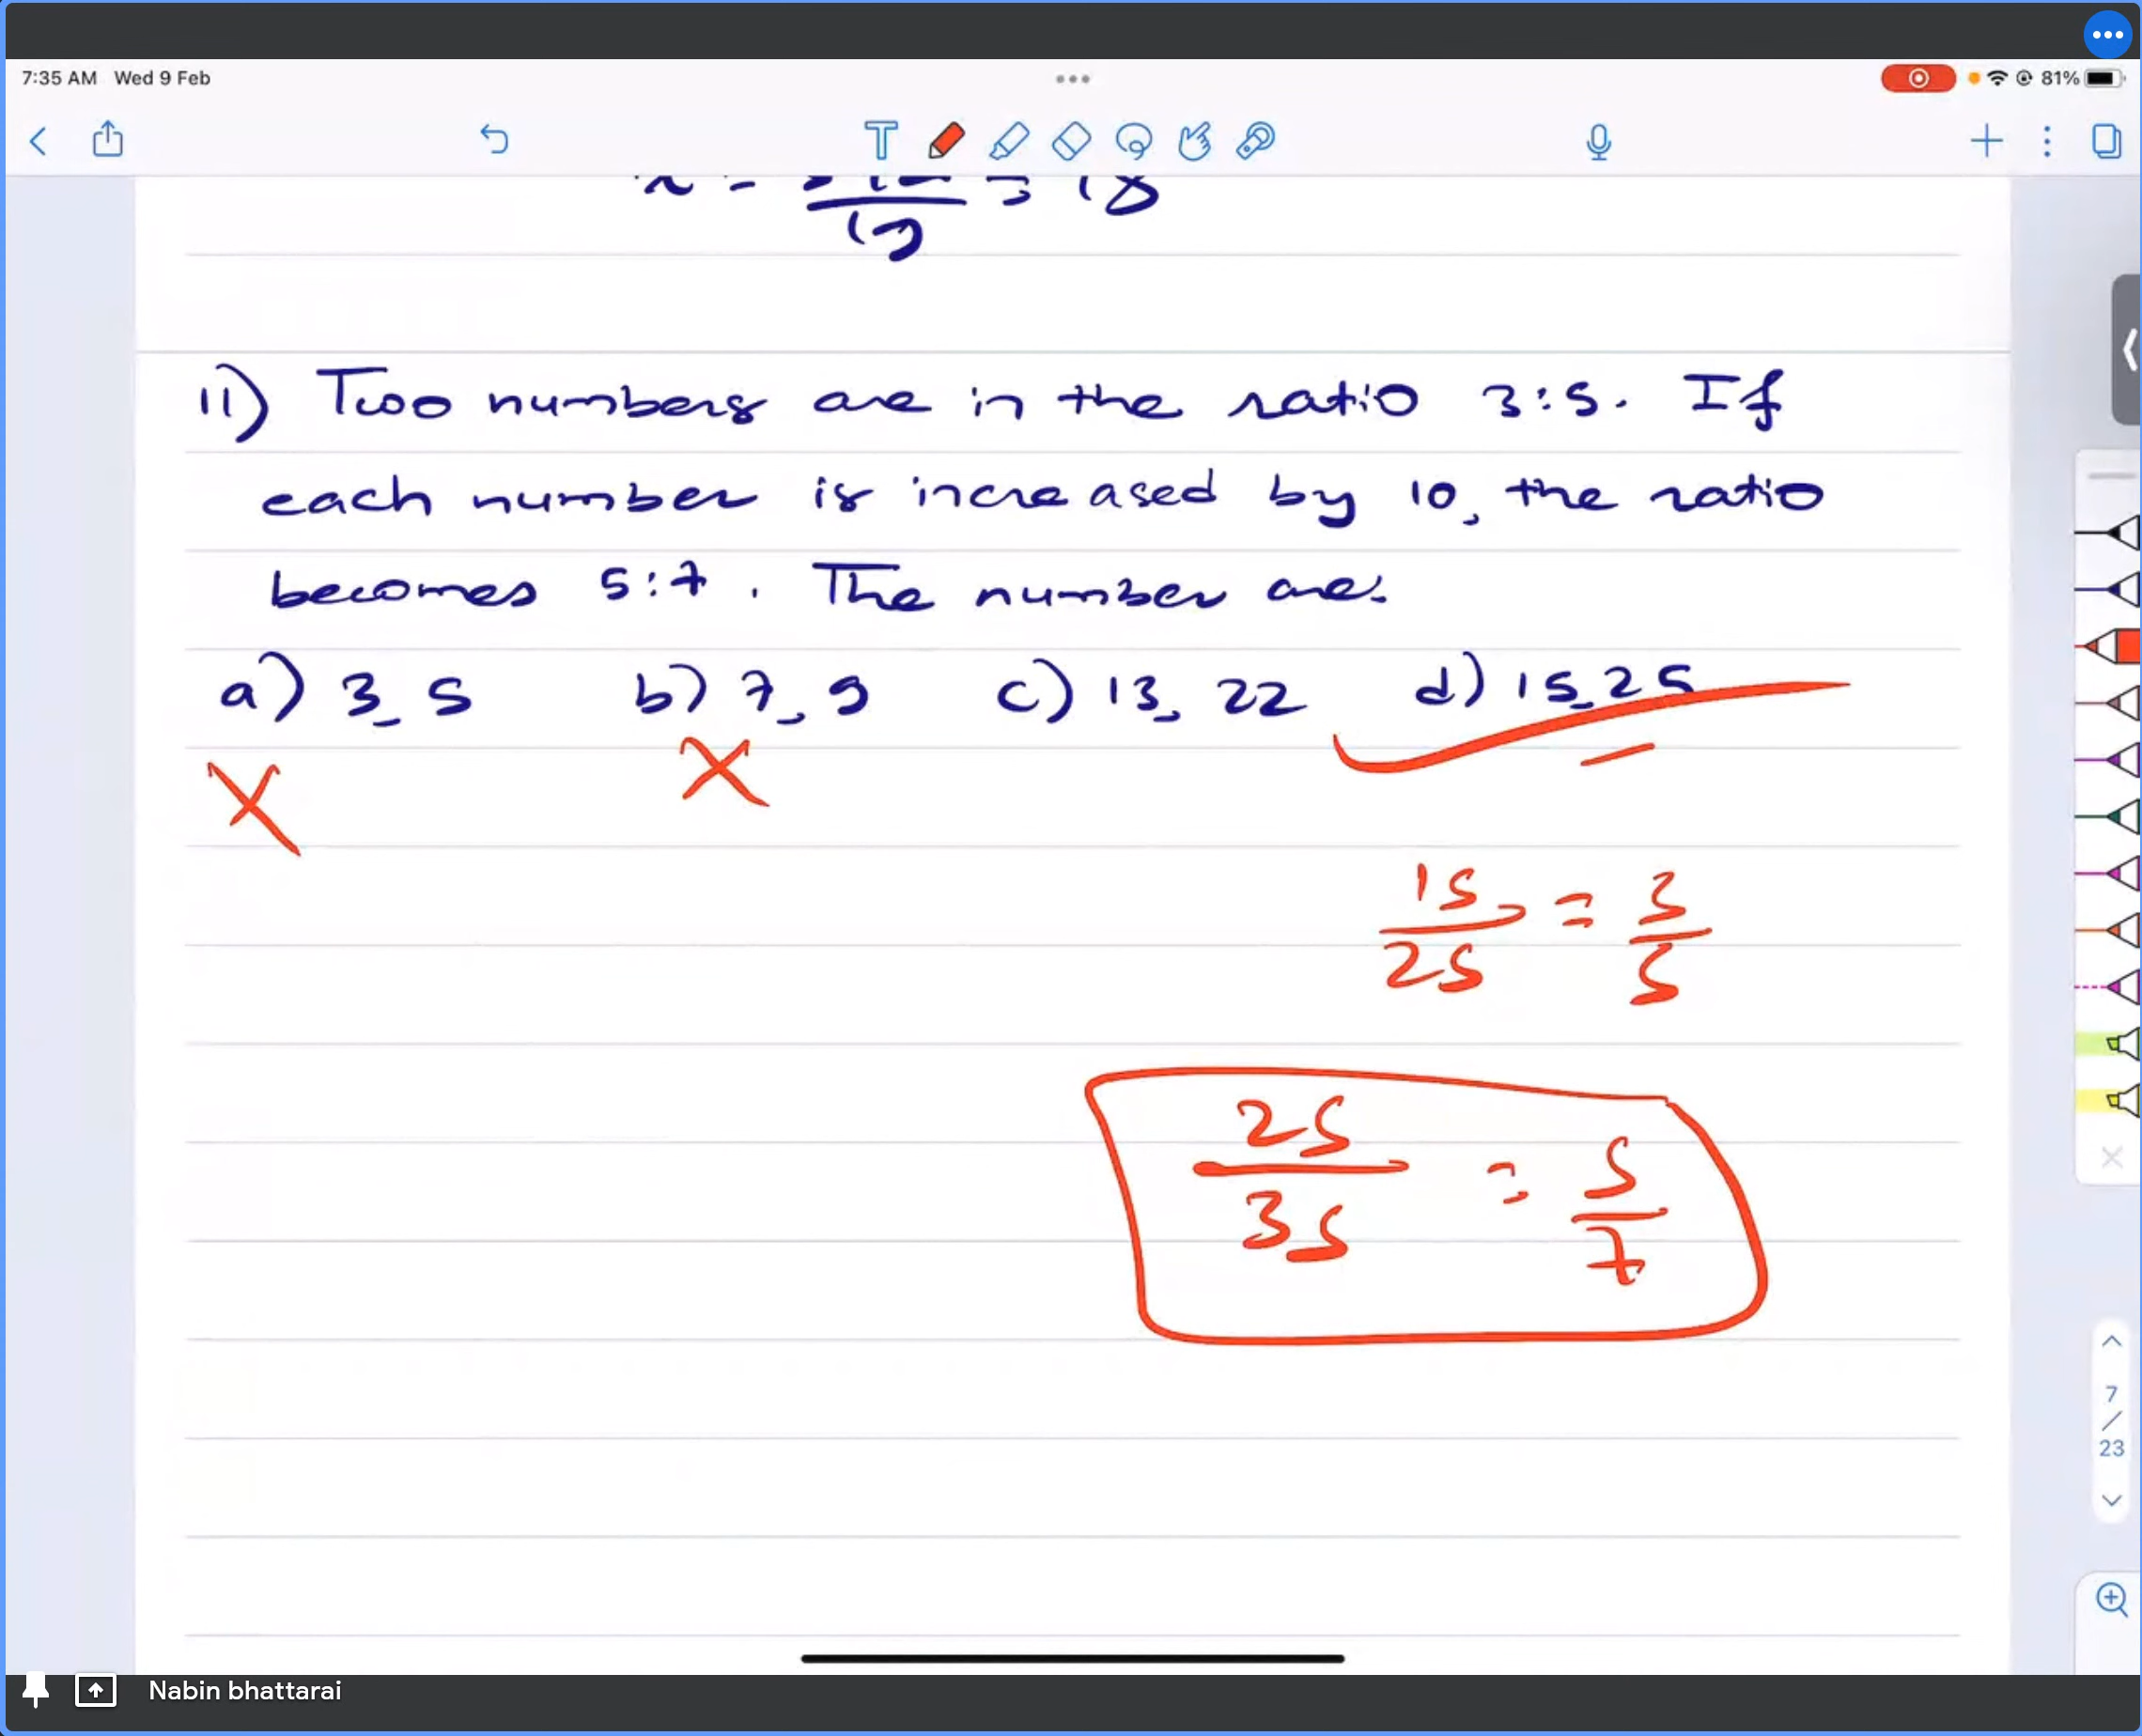 7:35 AM Wed 9 Feb
81%
T
= 18
11) Two numbers are in the ratio 3:5. If
each number is increased by 10, the ratio
becomes 5:7. The number are:
a) 3, 5 b) 7, 9 c) 13, 22 d) 15, 25
15/25 = 3/5
25/35 = 5/7
7
/
23
Nabin bhattarai